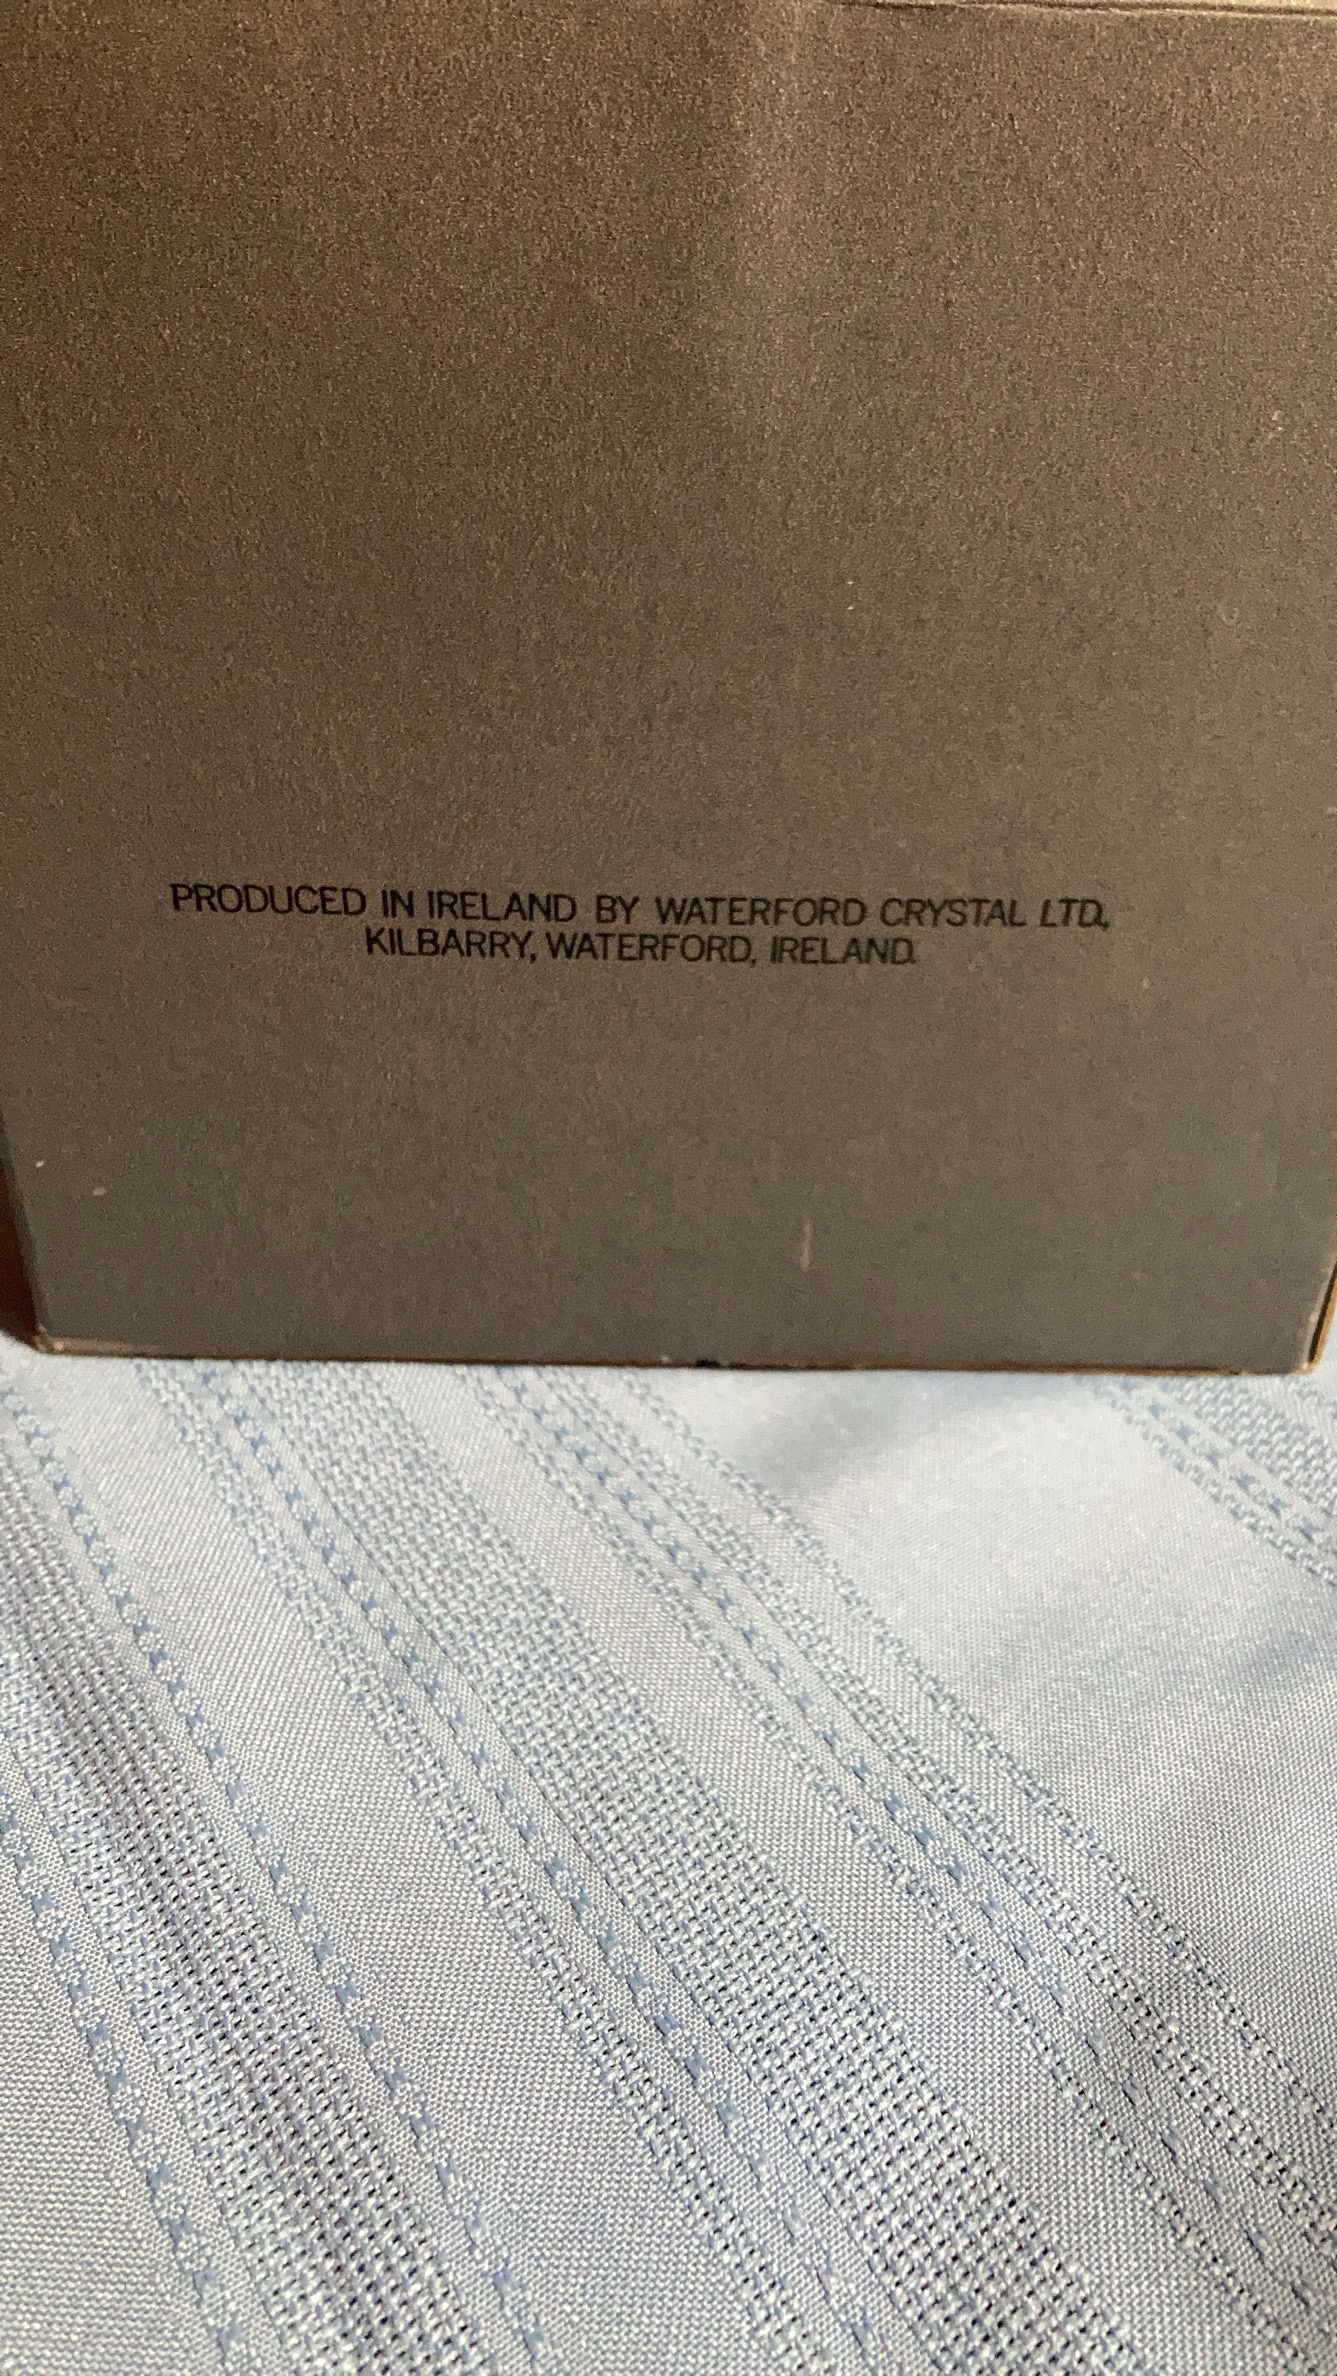 PRODUCED IN IRELAND BY WATERFORD CRYSTAL LTD.,
KILBARRY, WATERFORD, IRELAND.